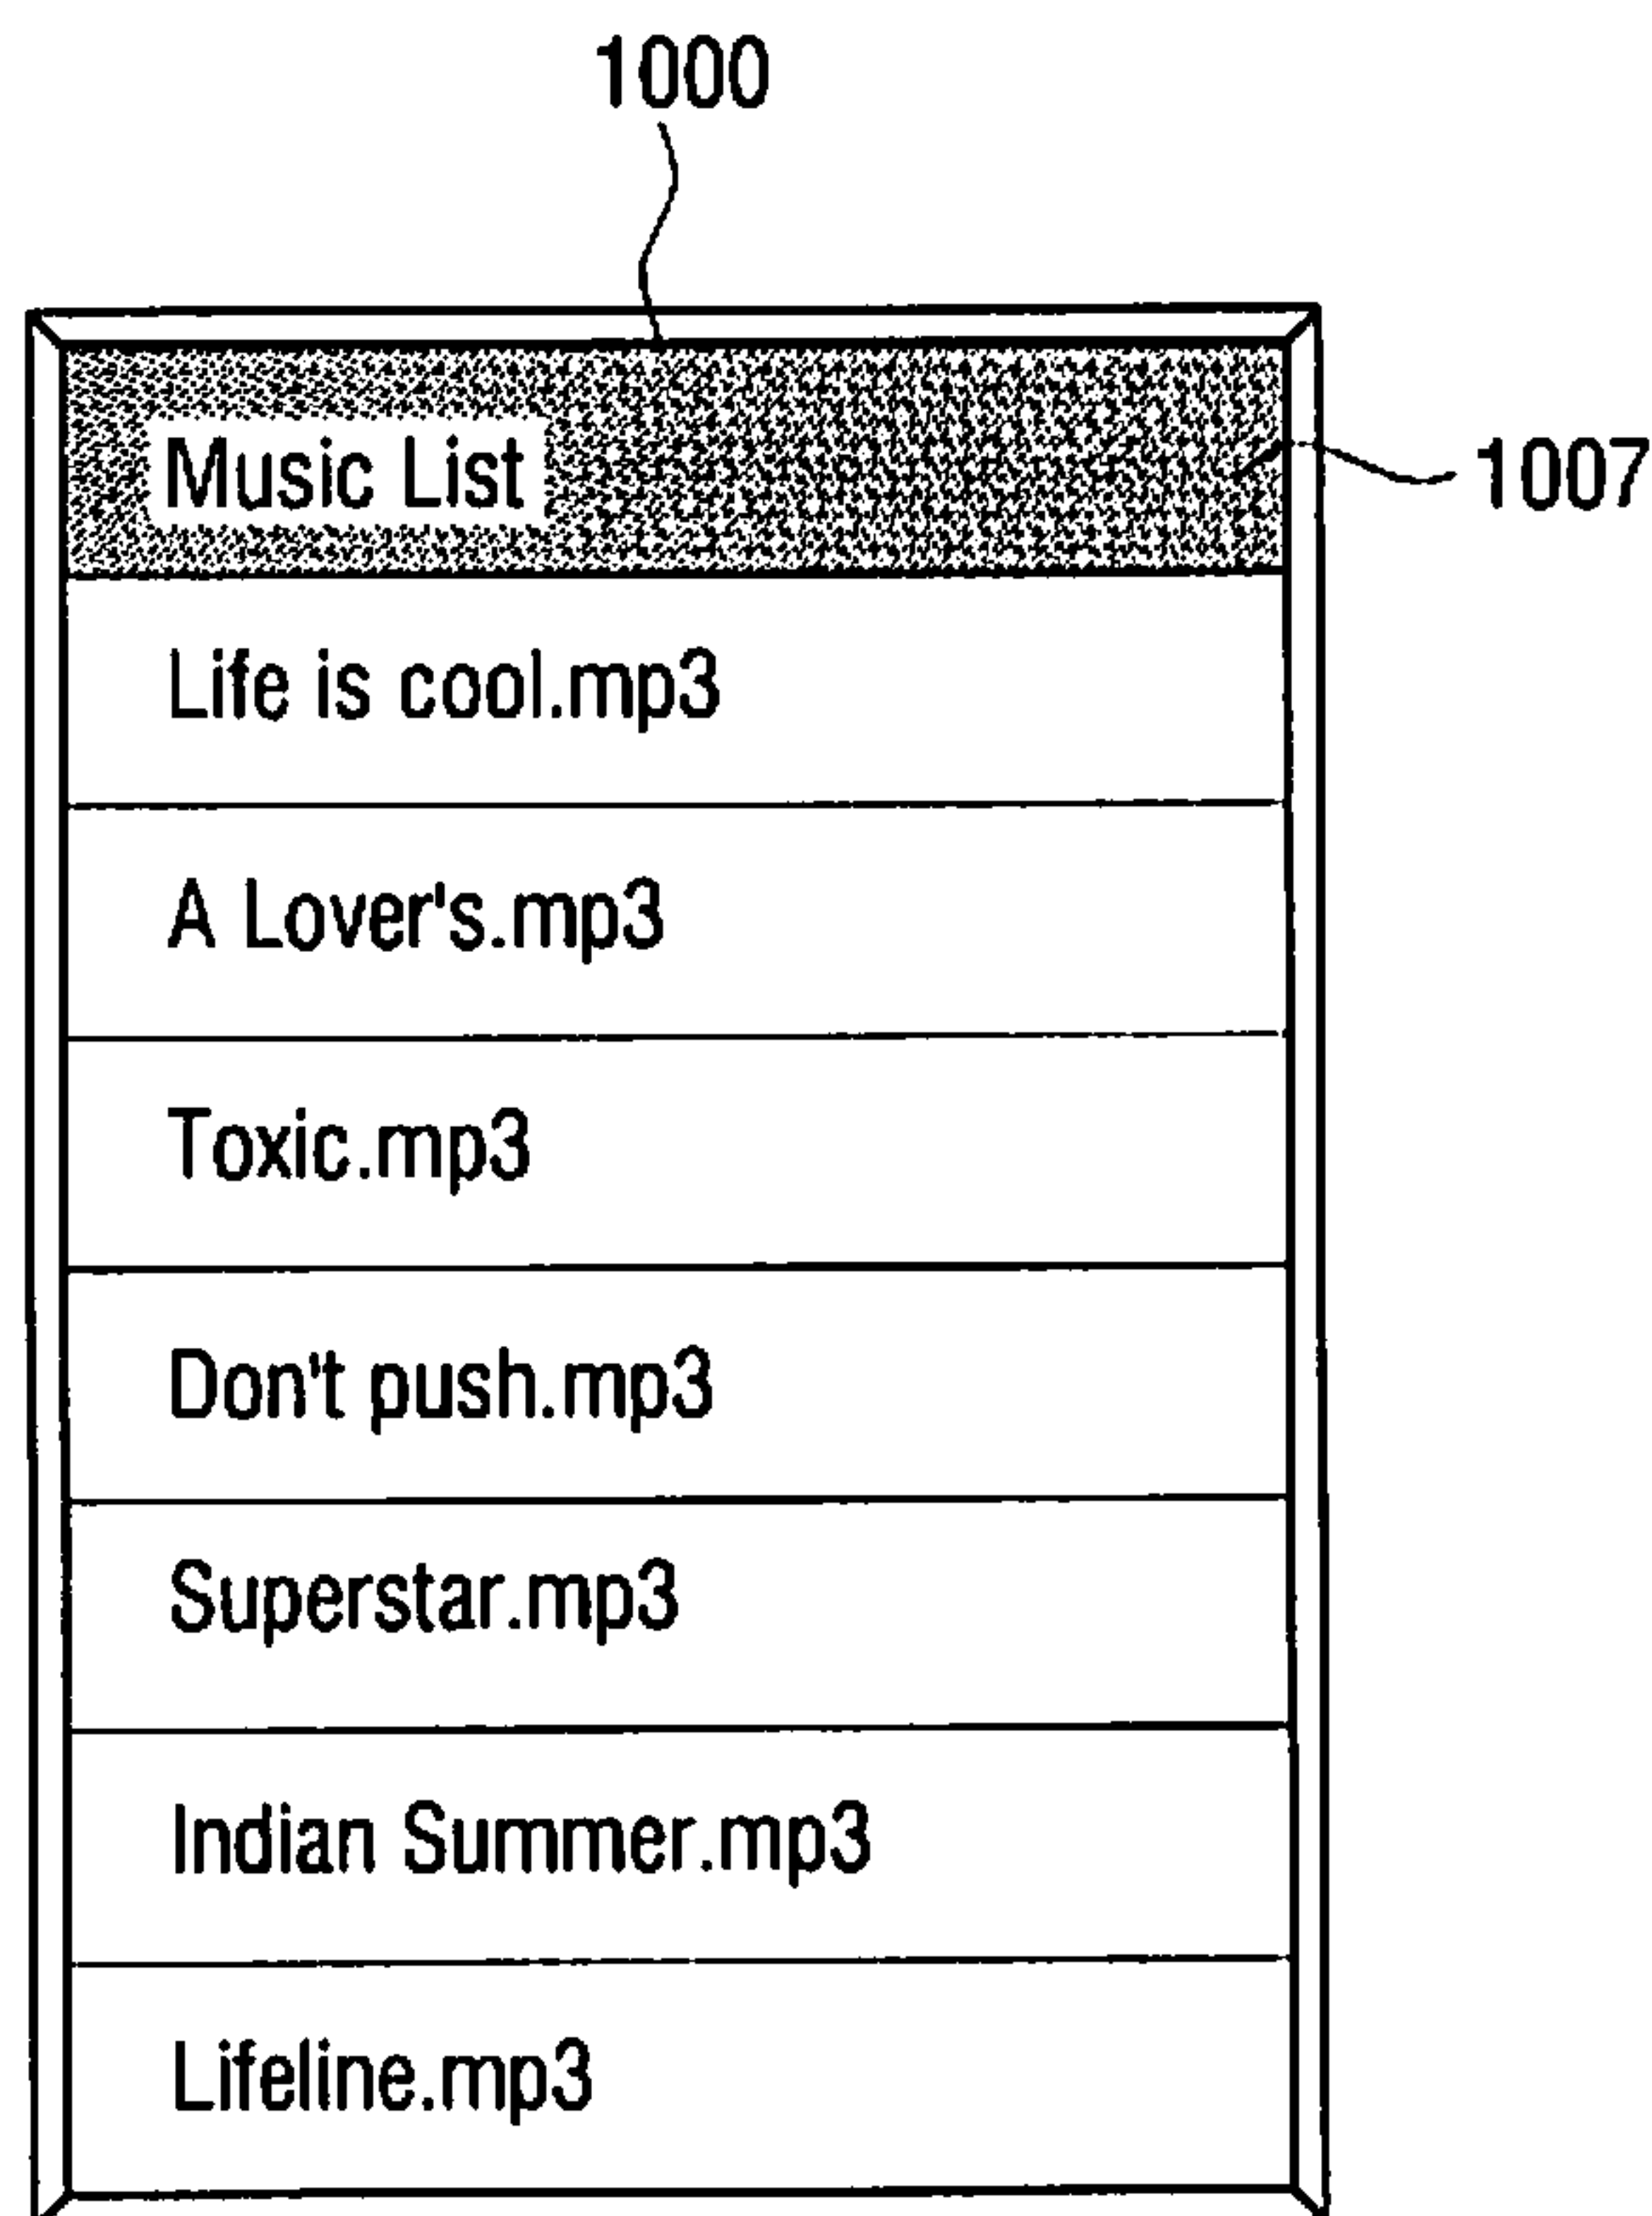 1000
Music List
1007
Life is cool.mp3
A Lover's.mp3
Toxic.mp3
Don't push.mp3
Superstar.mp3
Indian Summer.mp3
Lifeline.mp3